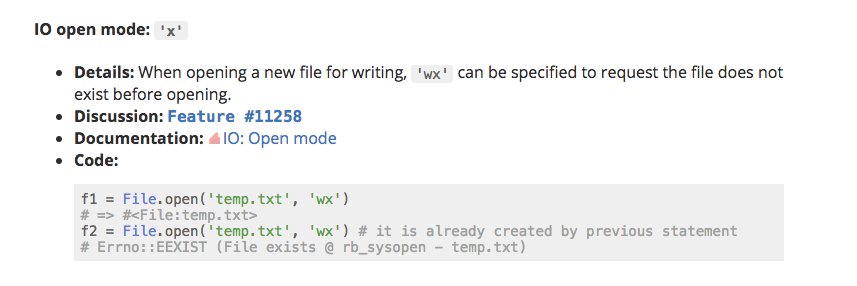 IO open mode: 'x'
Details: When opening a new file for writing, 'wx' can be specified to request the file does not
exist before opening.
Discussion: Feature #11258
Documentation: IO: Open mode
Code:
f1 = File.open('temp.txt', 'wx')
# => #<File:temp.txt>
f2 = File.open('temp.txt', 'wx') # it is already created by previous statement
# Errno::EEXIST (File exists @ rb_sysopen - temp.txt)